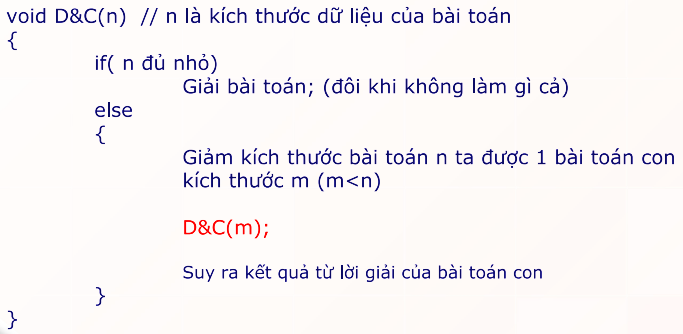 void D&C(n)  // n là kích thước dữ liệu của bài toán
{
if( n đủ nhỏ)
Giải bài toán; (đôi khi không làm gì cả)
else
{
Giảm kích thước bài toán n ta được 1 bài toán con
kích thước m (m<n)
D&C(m);
Suy ra kết quả từ lời giải của bài toán con
}
}